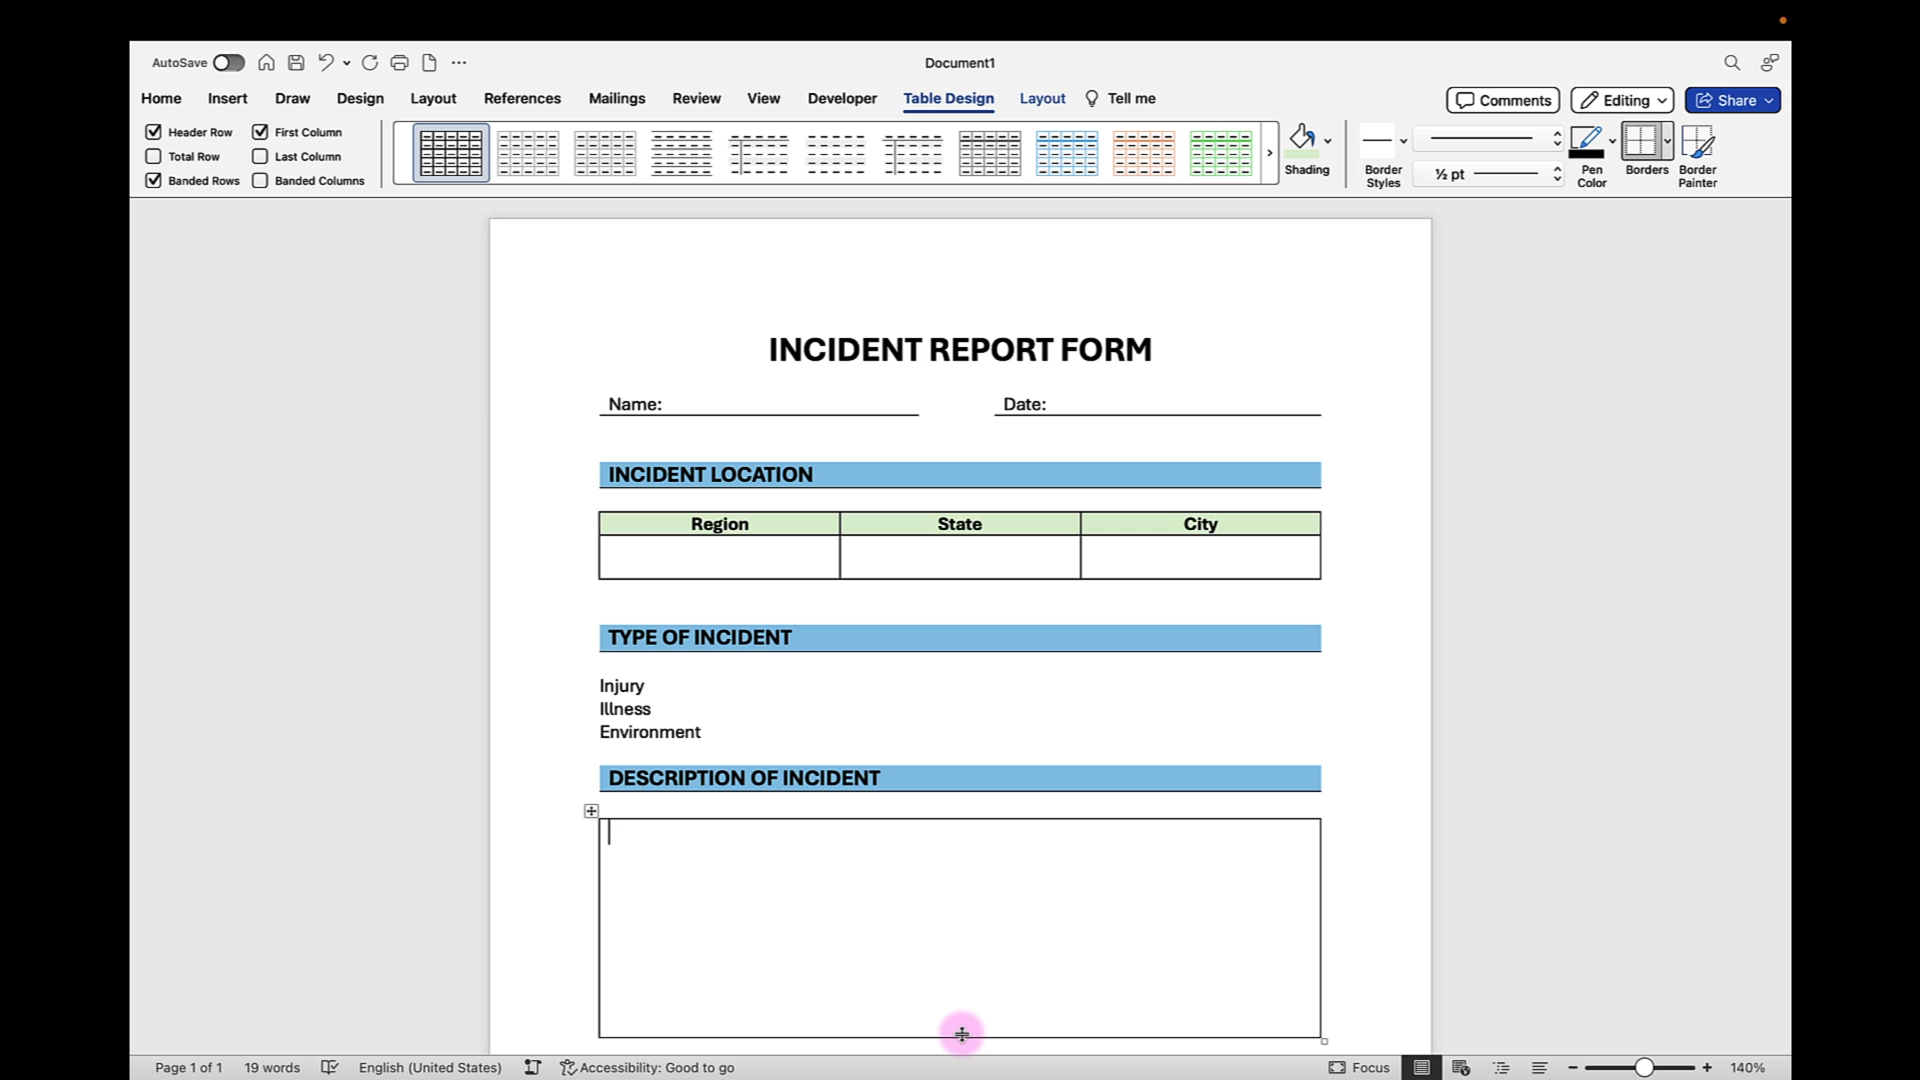 AutoSave
Document1
Home Insert Draw Design Layout References Mailings Review View Developer Table Design Layout Tell me
Comments Editing Share
Header Row First Column
Total Row Last Column
Banded Rows Banded Columns
Shading
Border Styles
½ pt
Pen Color
Borders
Border Painter
INCIDENT REPORT FORM
Name: Date:
INCIDENT LOCATION
Region State City
TYPE OF INCIDENT
Injury
Illness
Environment
DESCRIPTION OF INCIDENT
Page 1 of 1 19 words English (United States) Accessibility: Good to go Focus 140%